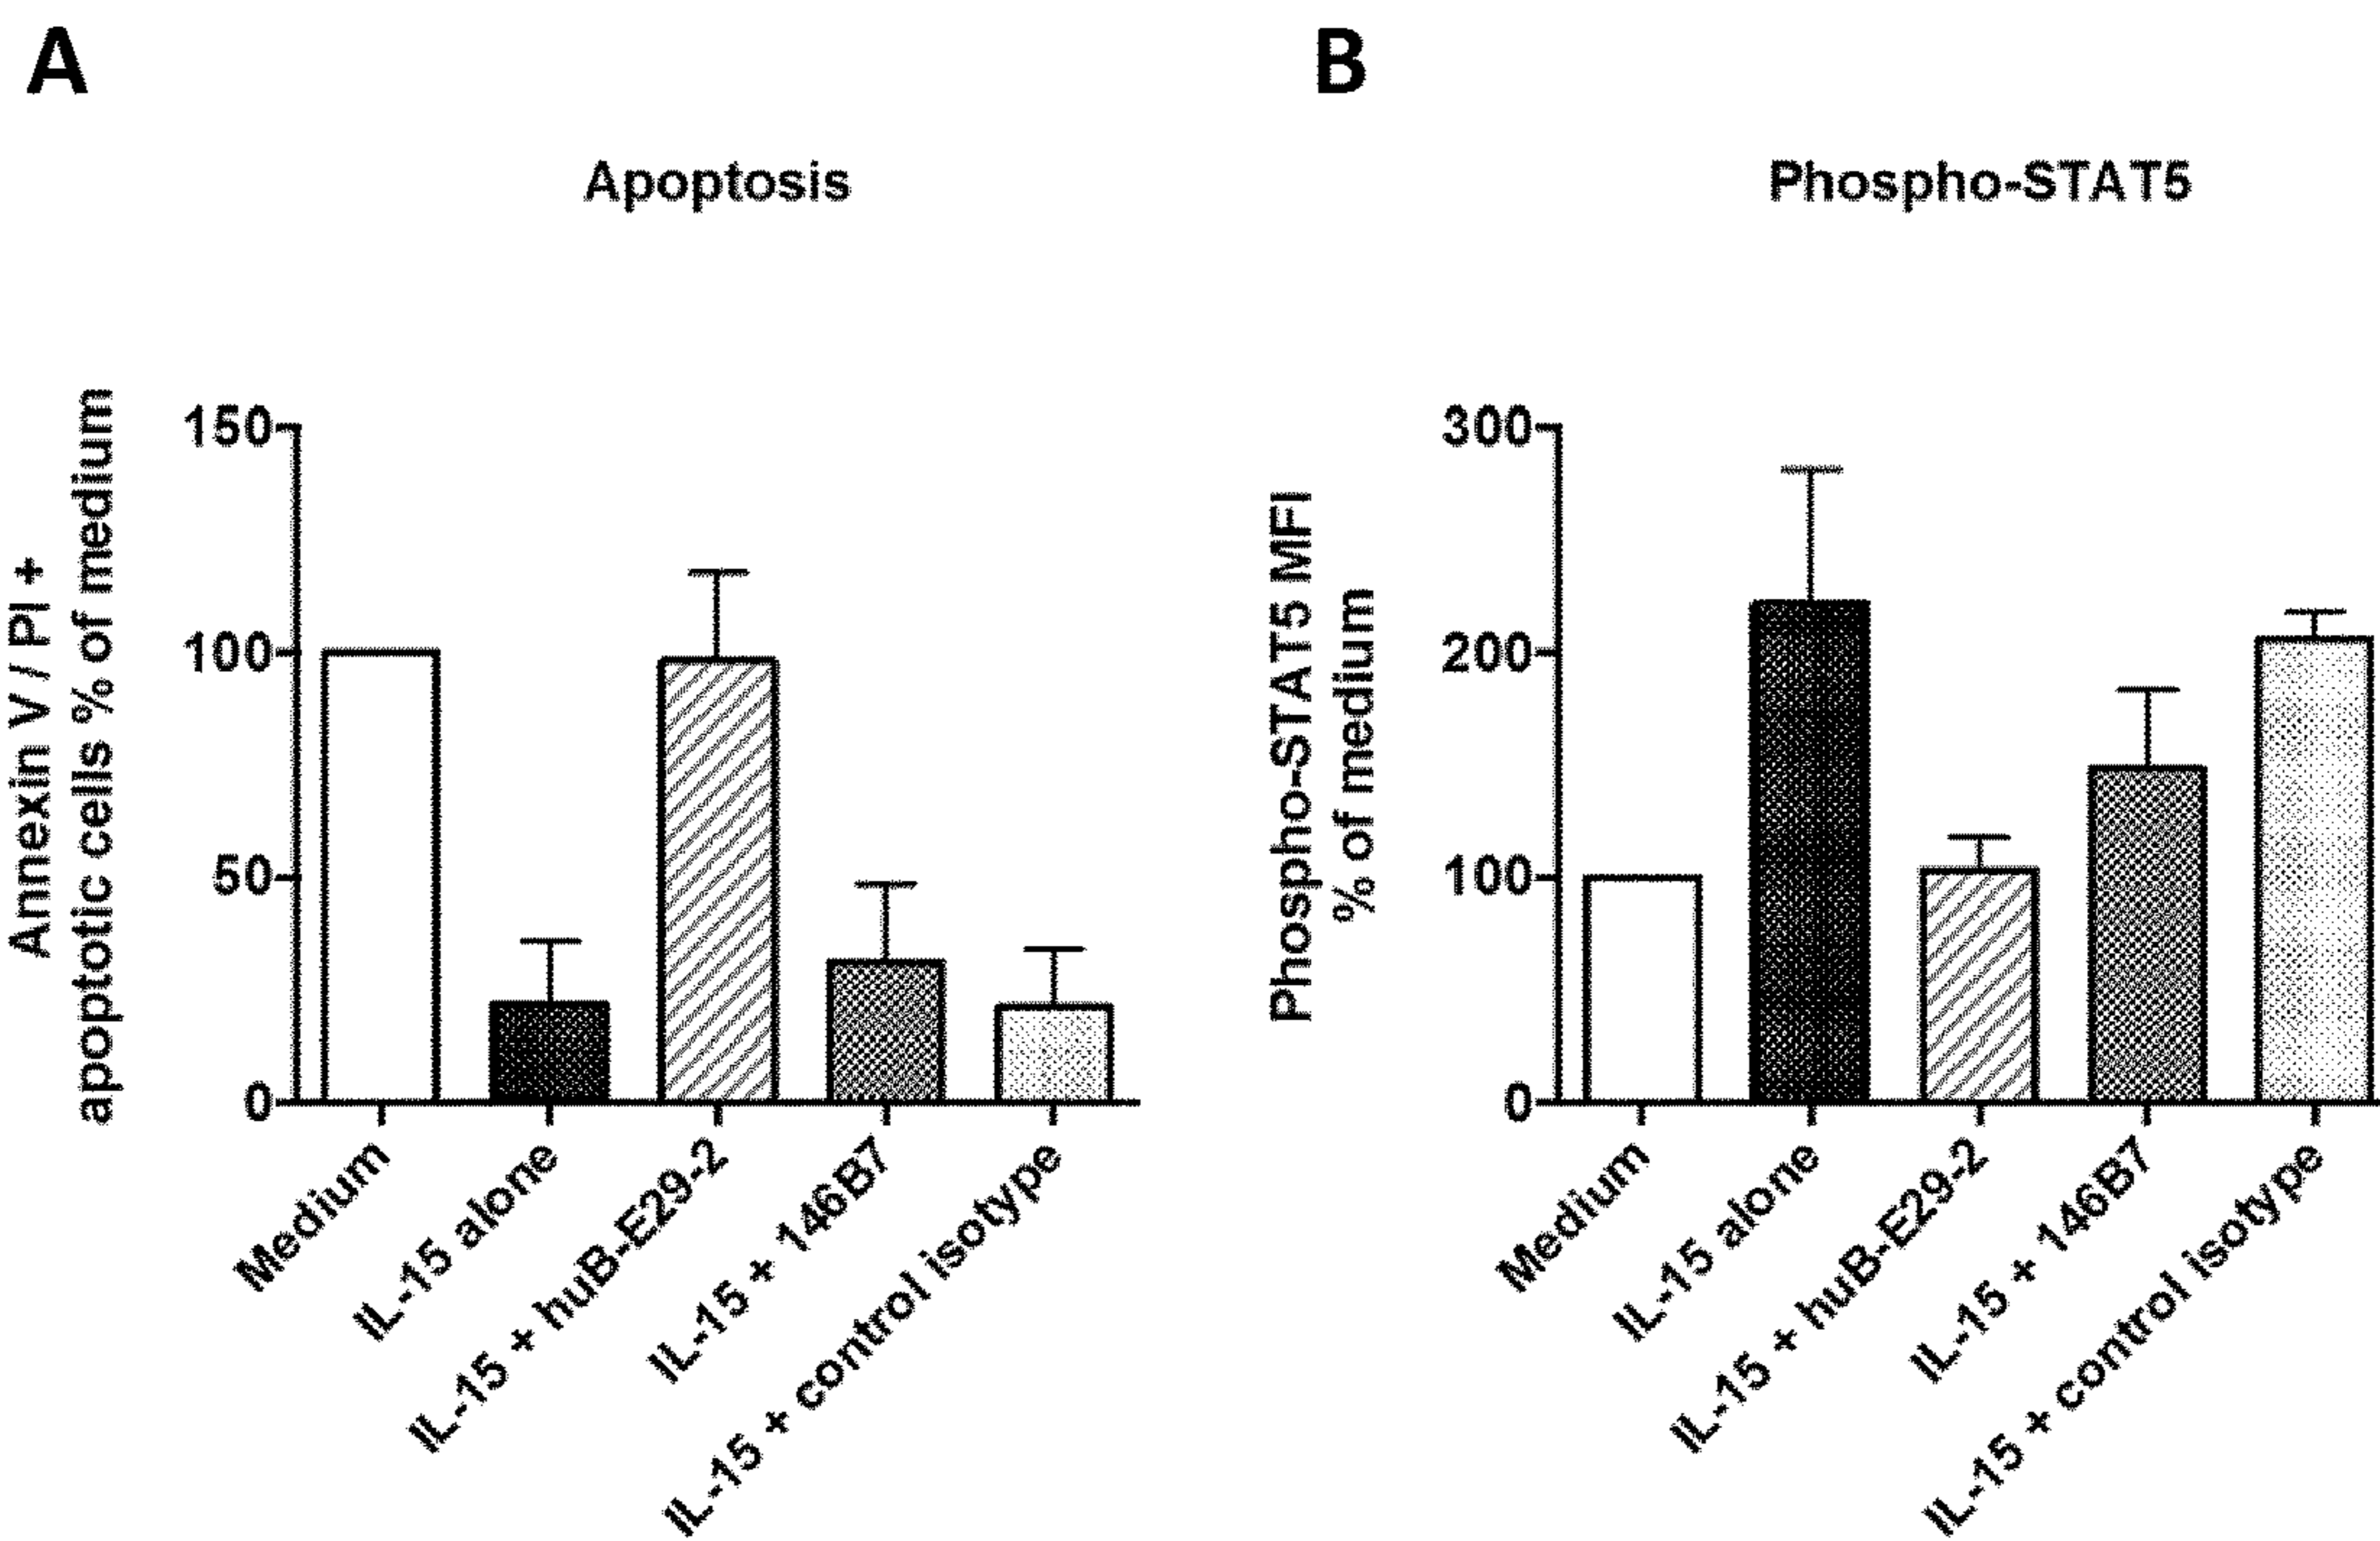 A
Apoptosis
Annexin V / PI +
apoptotic cells % of medium
150
100
50
0
Medium
IL-15 alone
IL-15 + huB-E29-2
IL-15 + 146B7
IL-15 + control isotype
B
Phospho-STAT5
Phospho-STAT5 MFI
% of medium
300
200
100
0
Medium
IL-15 alone
IL-15 + huB-E29-2
IL-15 + 146B7
IL-15 + control isotype